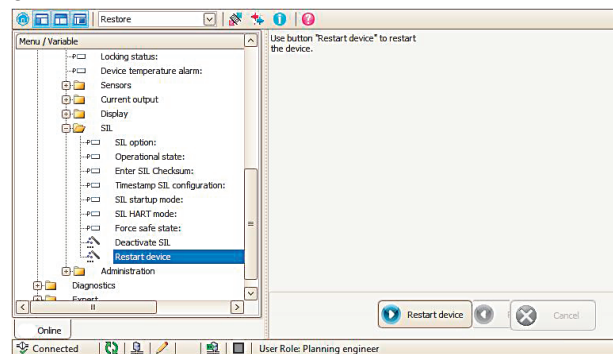 Restore
Menu / Variable
Locking status:
Device temperature alarm:
Sensors
Current output
Display
SIL
SIL option:
Operational state:
Enter SIL Checksum:
Timestamp SIL configuration:
SIL startup mode:
SIL HART mode:
Force safe state:
Deactivate SIL
Restart device
Administration
Diagnostics
Expert
Online
Use button "Restart device" to restart
the device.
Restart device
Cancel
Connected
User Role: Planning engineer